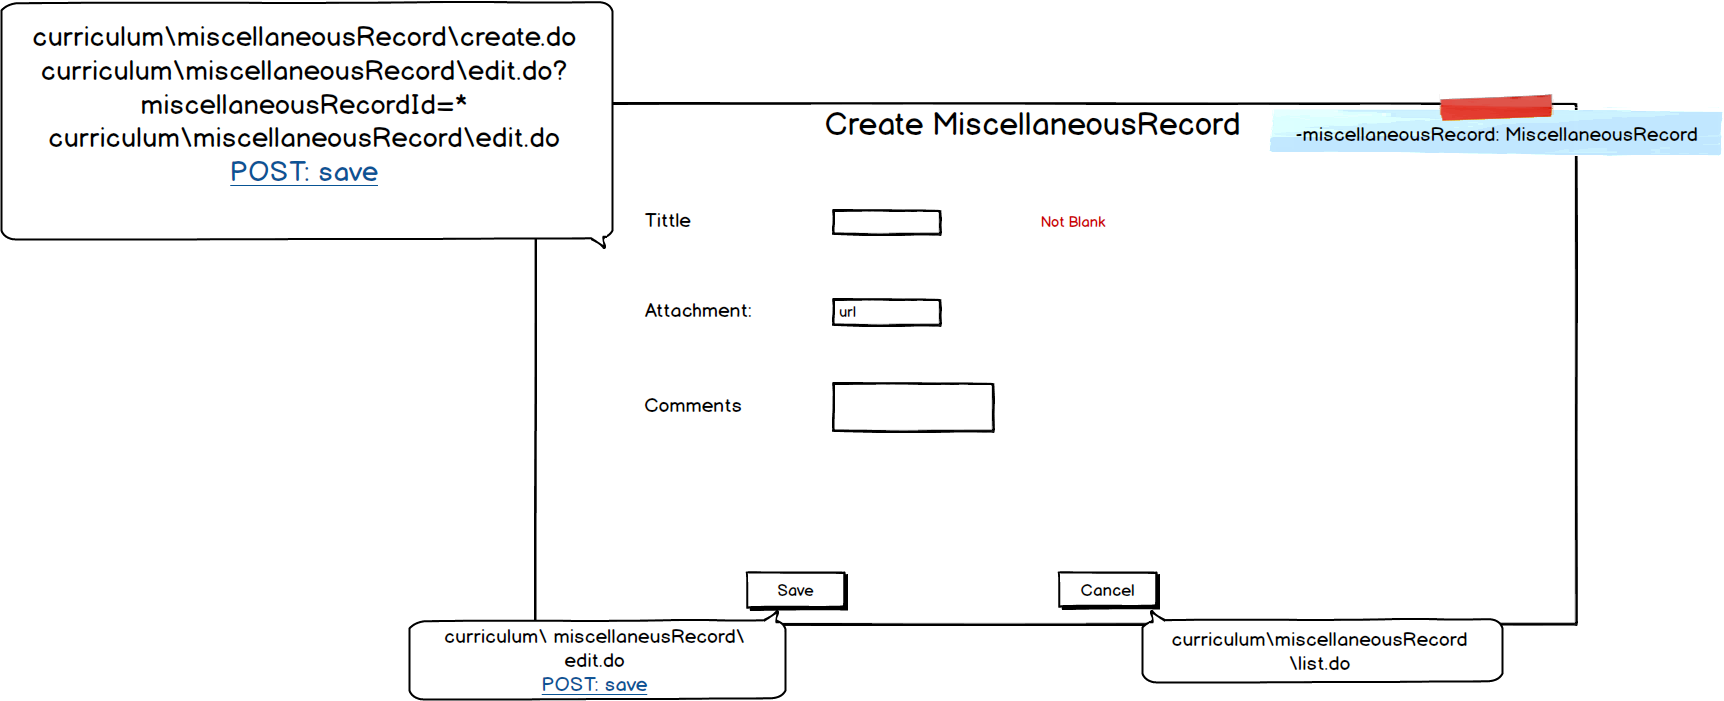 curriculum\miscellaneousRecord\create.do
curriculum\miscellaneousRecord\edit.do?
miscellaneousRecordId=*
curriculum\miscellaneousRecord\edit.do
POST: save
Create MiscellaneousRecord
-miscellaneousRecord: MiscellaneousRecord
Tittle
Not Blank
Attachment:
url
Comments
Save
Cancel
curriculum\ miscellaneusRecord\
edit.do
POST: save
curriculum\miscellaneousRecord
\list.do